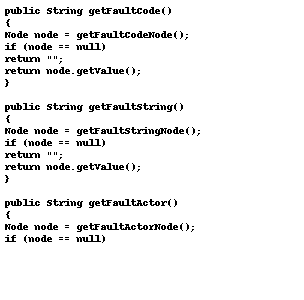 public String getFaultCode()
{
Node node = getFaultCodeNode();
if (node == null)
return "";
return node.getValue();
}

public String getFaultString()
{
Node node = getFaultStringNode();
if (node == null)
return "";
return node.getValue();
}

public String getFaultActor()
{
Node node = getFaultActorNode();
if (node == null)